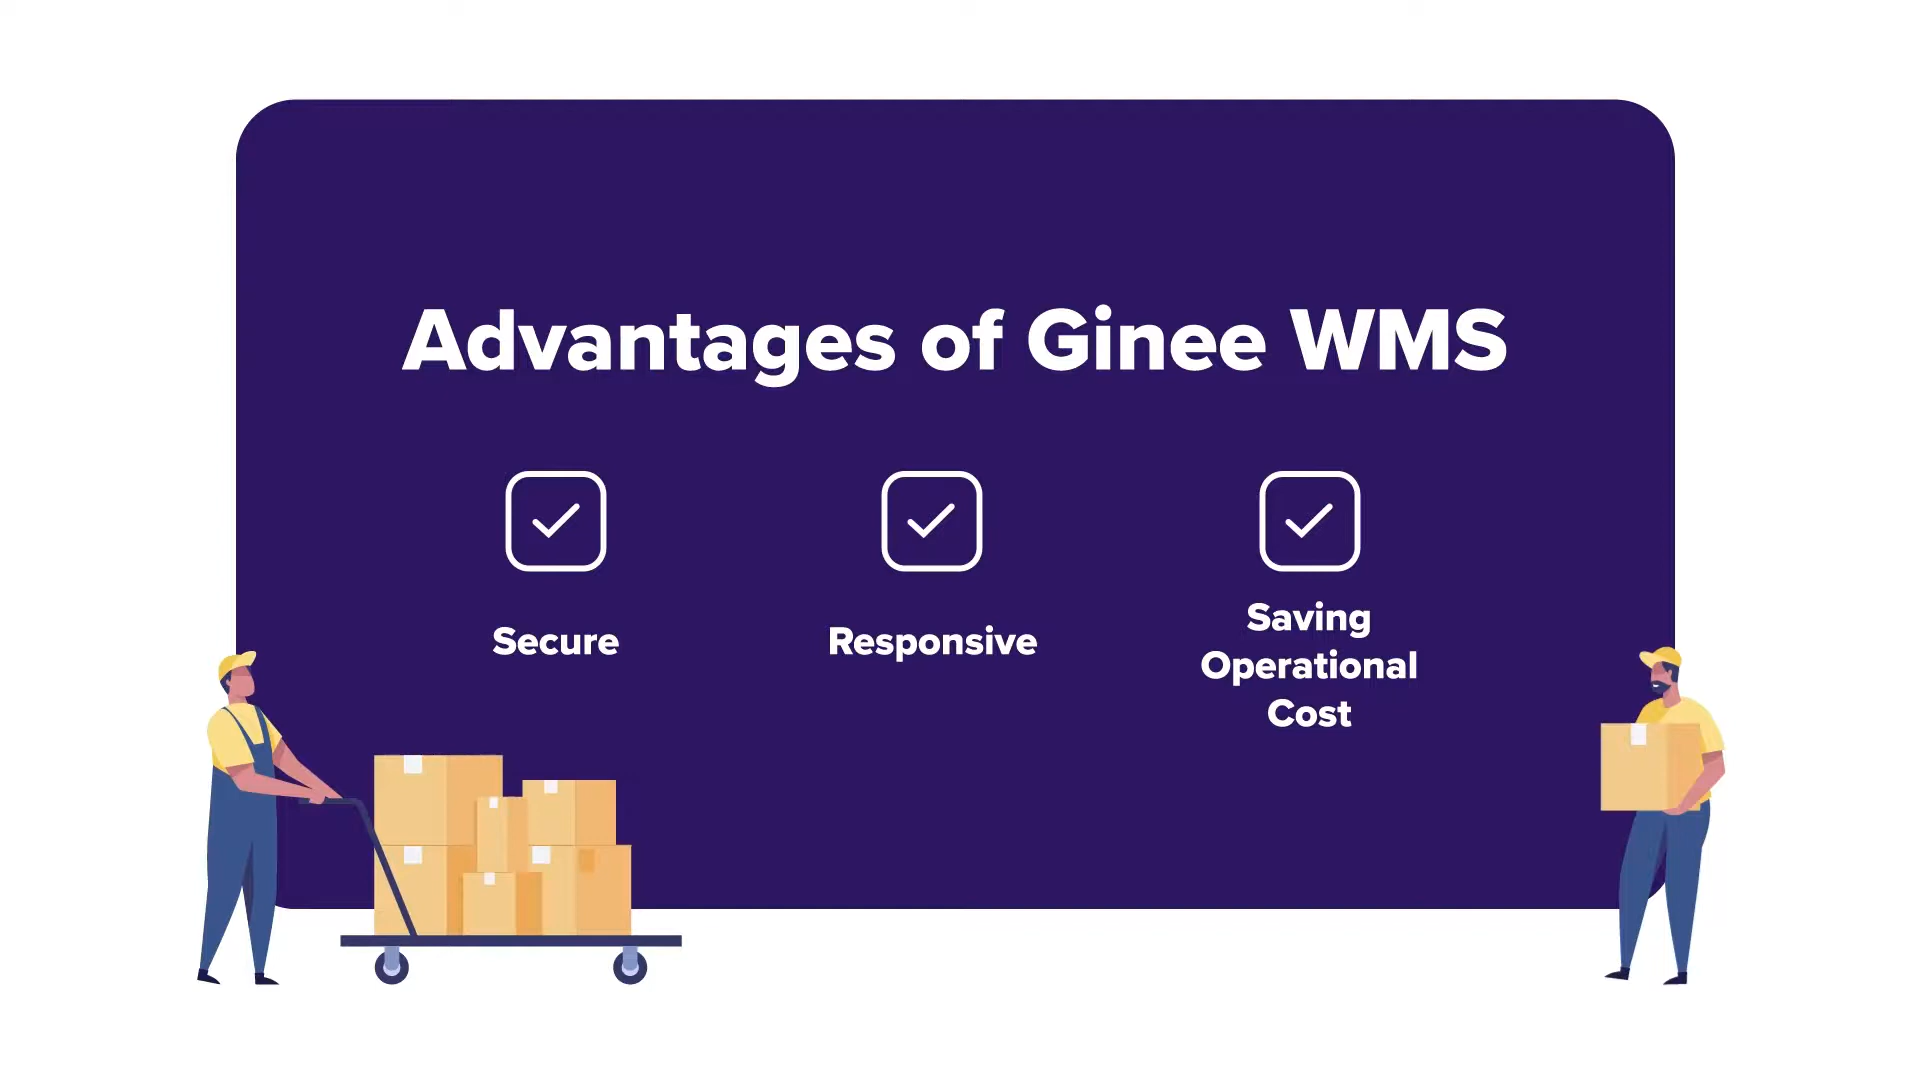 Advantages of Ginee WMS
Secure
Responsive
Saving
Operational
Cost